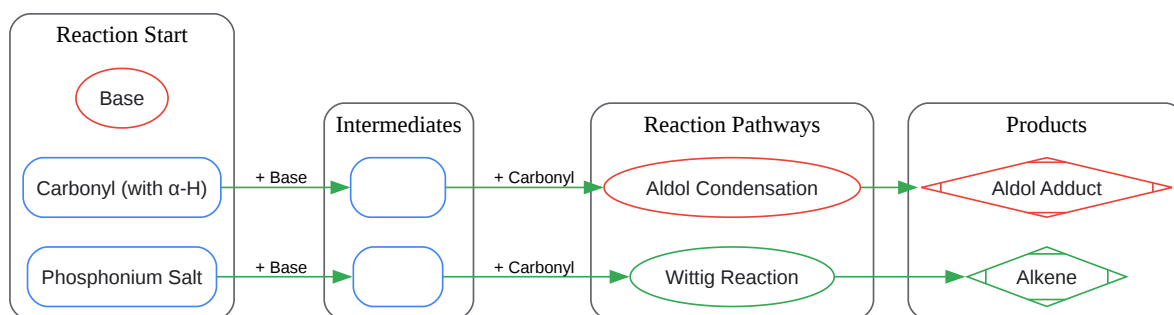 Reaction Start
Base
Intermediates
Reaction Pathways
Products
Carbonyl (with α-H)
+ Base
+ Carbonyl
Aldol Condensation
Aldol Adduct
Phosphonium Salt
+ Base
+ Carbonyl
Wittig Reaction
Alkene